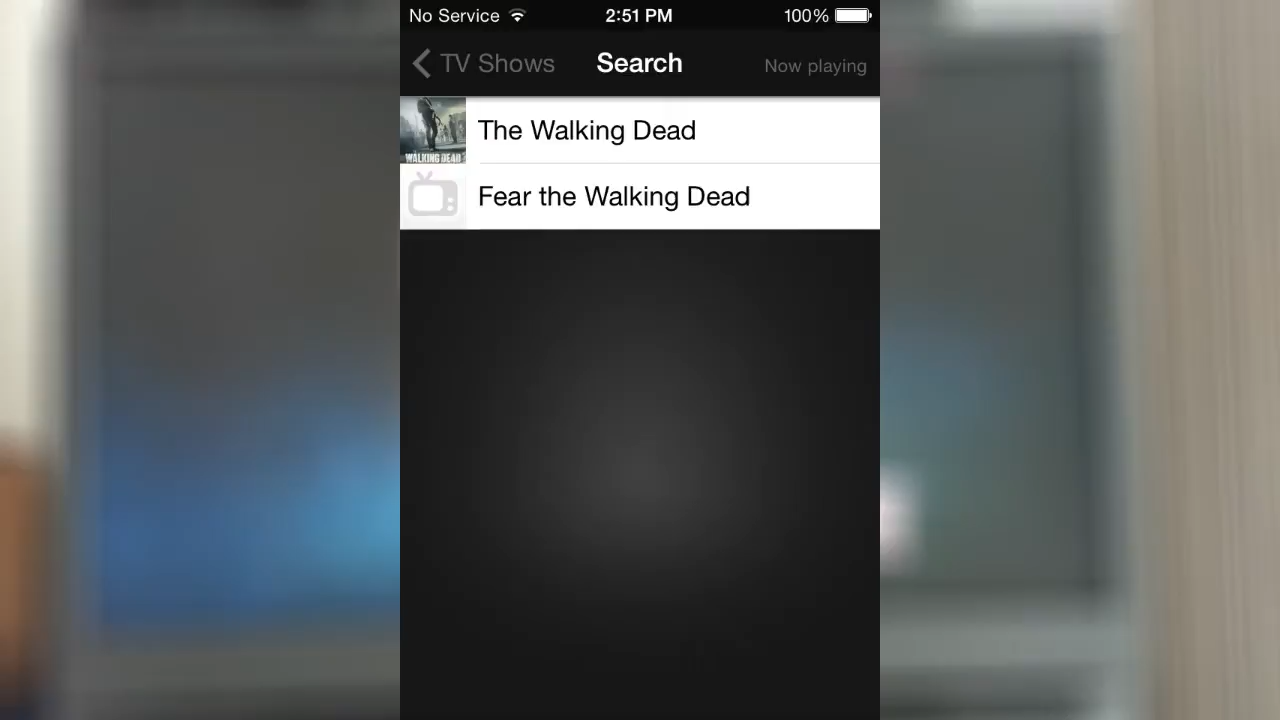 No Service 2:51 PM 100%
TV Shows Search Now playing
WALKING DEAD
The Walking Dead
Fear the Walking Dead